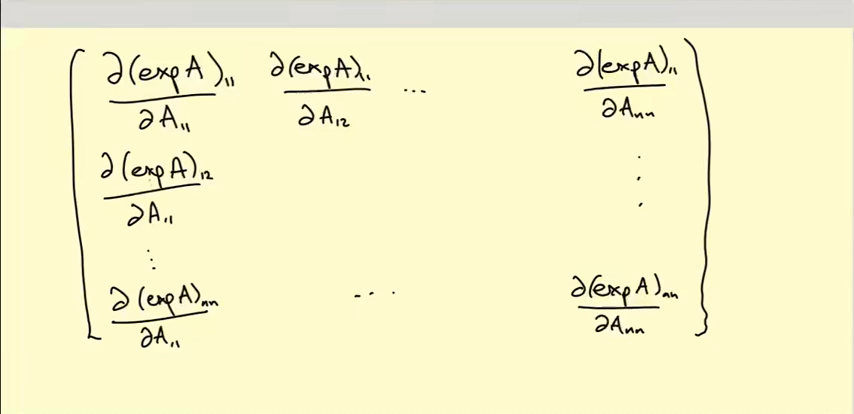 ∂(exp A)₁₁ / ∂A₁₁   ∂(exp A)₁₁ / ∂A₁₂   ...   ∂(exp A)₁₁ / ∂Aₙₙ
∂(exp A)₁₂ / ∂A₁₁   ⋮
⋮
∂(exp A)ₙₙ / ∂A₁₁   ...   ∂(exp A)ₙₙ / ∂Aₙₙ